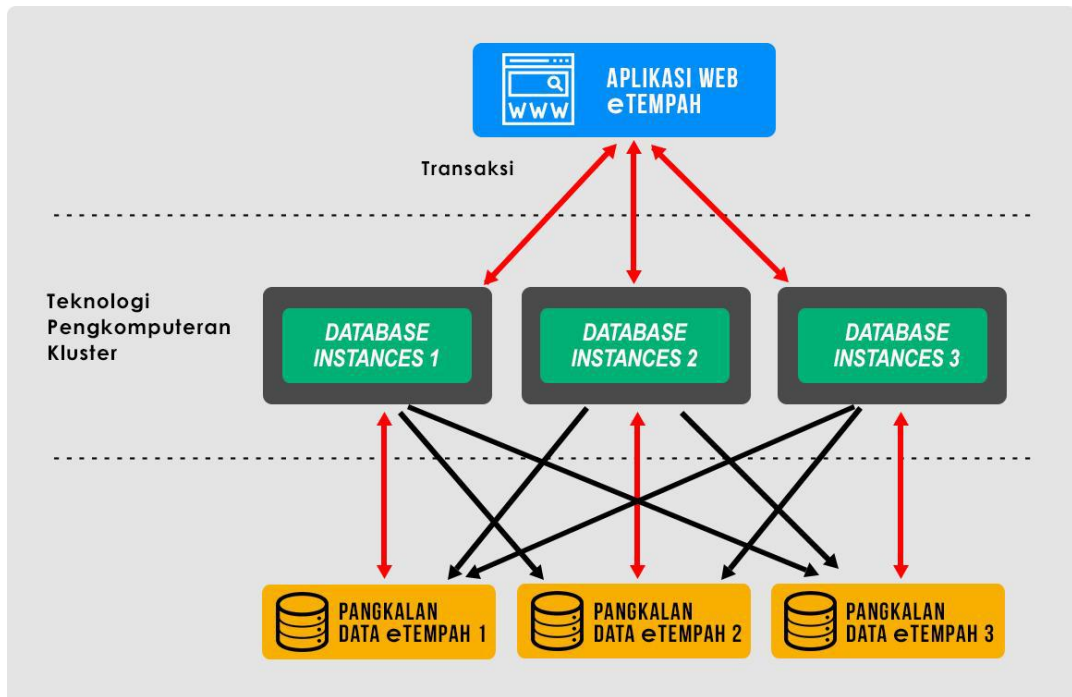 WWW
APLIKASI WEB
eTEMPAH
Transaksi
Teknologi
Pengkomputeran
Kluster
DATABASE
INSTANCES 1
DATABASE
INSTANCES 2
DATABASE
INSTANCES 3
PANGKALAN
DATA eTEMPAH 1
PANGKALAN
DATA eTEMPAH 2
PANGKALAN
DATA eTEMPAH 3